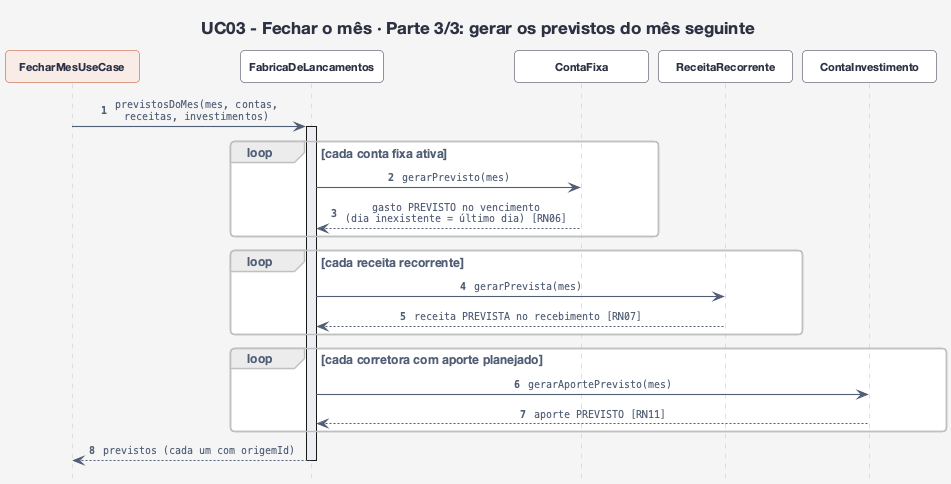 UC03 - Fechar o mês · Parte 3/3: gerar os previstos do mês seguinte
FecharMesUseCase
FabricaDeLancamentos
ContaFixa
ReceitaRecorrente
ContaInvestimento
1 previstosDoMes(mes, contas,
receitas, investimentos)
loop [cada conta fixa ativa]
2 gerarPrevisto(mes)
3 gasto PREVISTO no vencimento
(dia inexistente = último dia) [RN06]
loop [cada receita recorrente]
4 gerarPrevista(mes)
5 receita PREVISTA no recebimento [RN07]
loop [cada corretora com aporte planejado]
6 gerarAportePrevisto(mes)
7 aporte PREVISTO [RN11]
8 previstos (cada um com origemId)